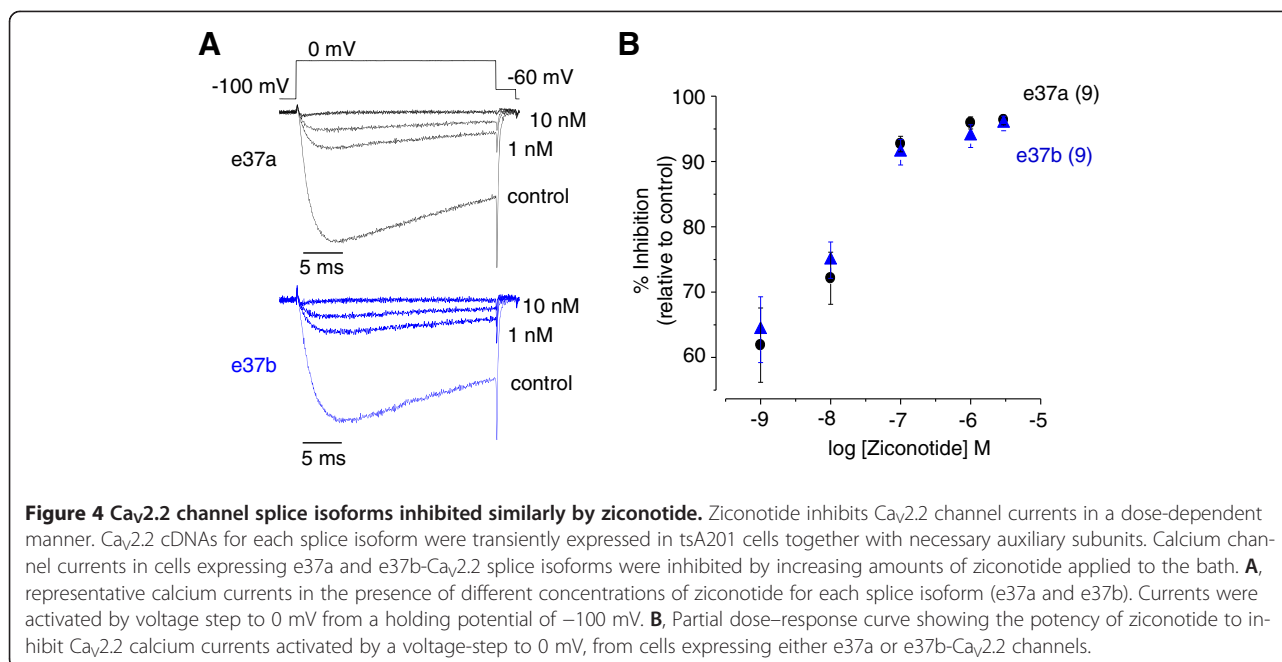 A
0 mV
-100 mV
-60 mV
10 nM
1 nM
e37a
control
5 ms
10 nM
1 nM
e37b
control
5 ms
B
100
90
80
70
60
% Inhibition
(relative to control)
e37a (9)
e37b (9)
-9 -8 -7 -6 -5
log [Ziconotide] M
Figure 4 CaV2.2 channel splice isoforms inhibited similarly by ziconotide. Ziconotide inhibits CaV2.2 channel currents in a dose-dependent
manner. CaV2.2 cDNAs for each splice isoform were transiently expressed in tsA201 cells together with necessary auxiliary subunits. Calcium chan-
nel currents in cells expressing e37a and e37b-CaV2.2 splice isoforms were inhibited by increasing amounts of ziconotide applied to the bath. A,
representative calcium currents in the presence of different concentrations of ziconotide for each splice isoform (e37a and e37b). Currents were
activated by voltage step to 0 mV from a holding potential of −100 mV. B, Partial dose–response curve showing the potency of ziconotide to in-
hibit CaV2.2 calcium currents activated by a voltage-step to 0 mV, from cells expressing either e37a or e37b-CaV2.2 channels.